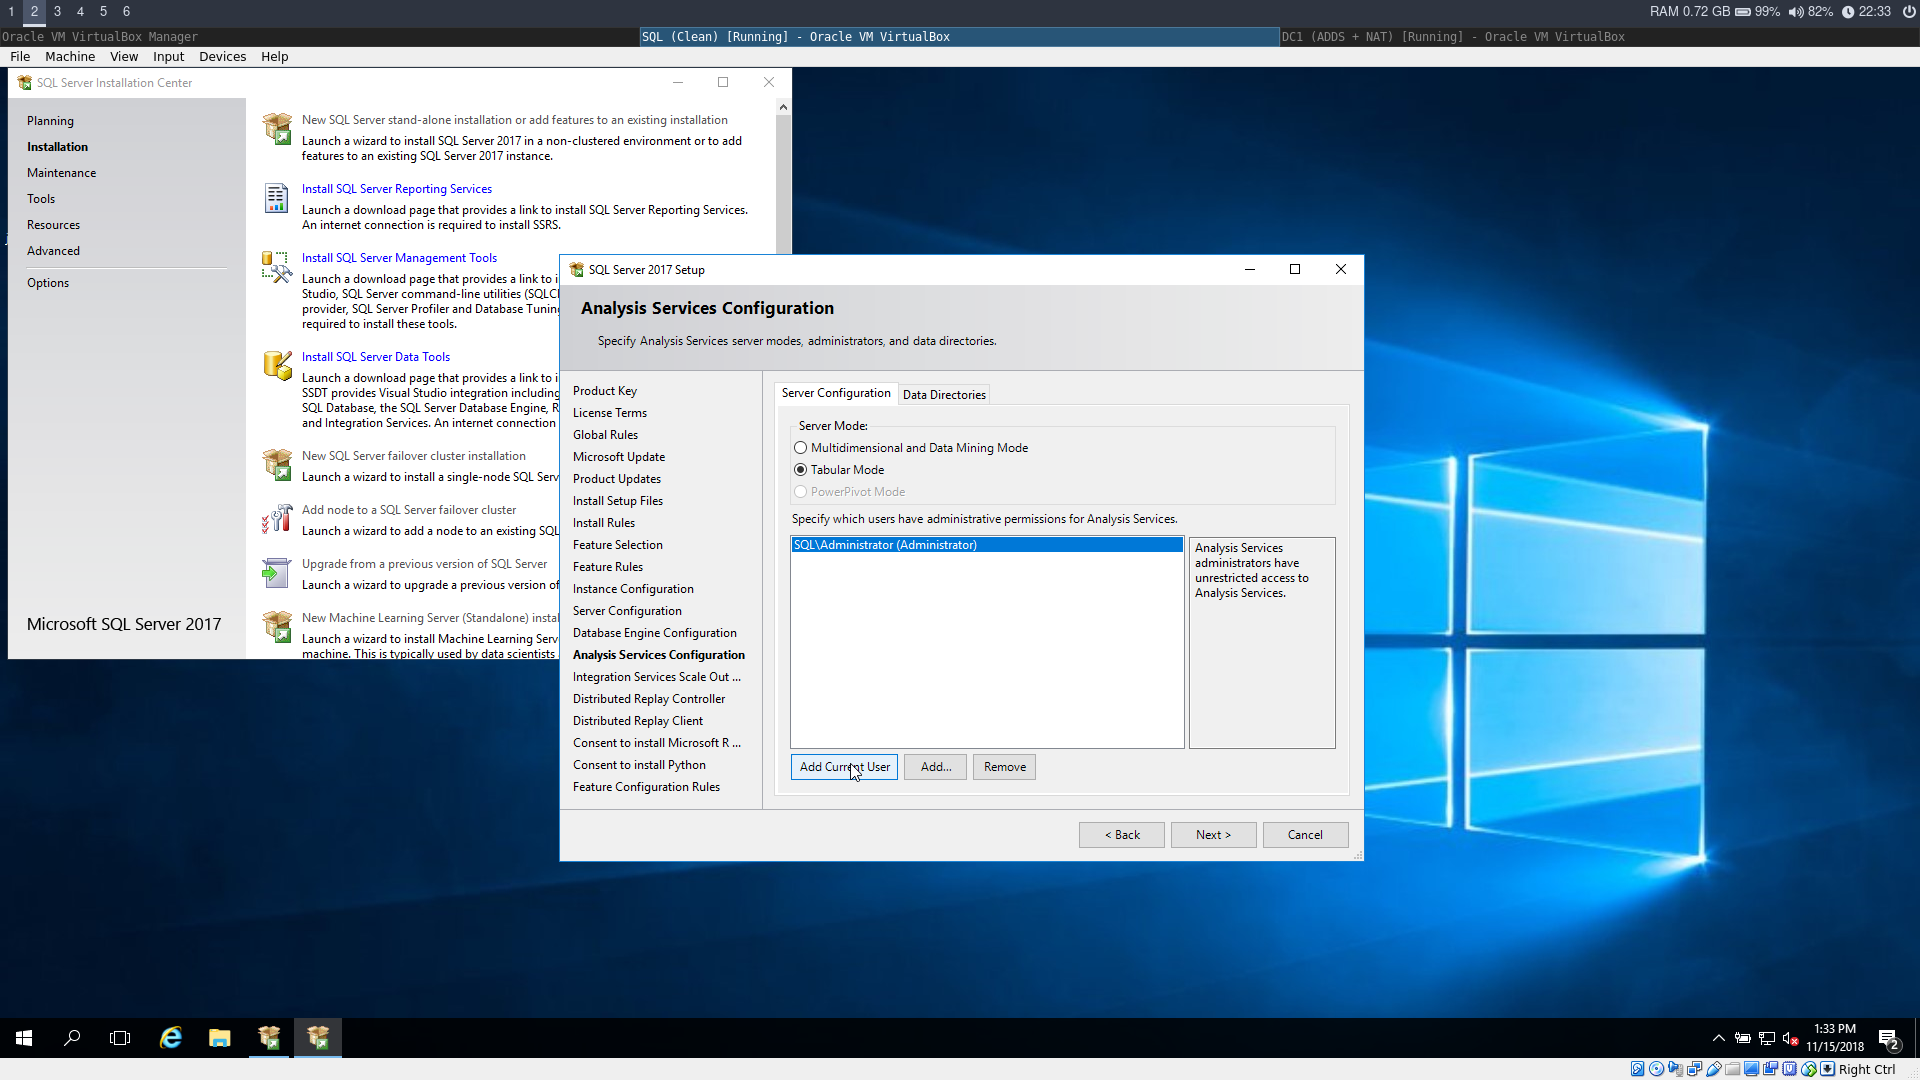 1 2 3 4 5 6
RAM 0.72 GB 99% 82% 22:33
Oracle VM VirtualBox Manager
SQL (Clean) [Running] - Oracle VM VirtualBox
DC1 (ADDS + NAT) [Running] - Oracle VM VirtualBox
File Machine View Input Devices Help
SQL Server Installation Center
Planning
Installation
Maintenance
Tools
Resources
Advanced
Options
Microsoft SQL Server 2017
New SQL Server stand-alone installation or add features to an existing installation
Launch a wizard to install SQL Server 2017 in a non-clustered environment or to add
features to an existing SQL Server 2017 instance.
Install SQL Server Reporting Services
Launch a download page that provides a link to install SQL Server Reporting Services.
An internet connection is required to install SSRS.
Install SQL Server Management Tools
Launch a download page that provides a link to i
Studio, SQL Server command-line utilities (SQLCI
provider, SQL Server Profiler and Database Tuning
required to install these tools.
Install SQL Server Data Tools
Launch a download page that provides a link to i
SSDT provides Visual Studio integration including
SQL Database, the SQL Server Database Engine, R
and Integration Services. An internet connection
New SQL Server failover cluster installation
Launch a wizard to install a single-node SQL Serv
Add node to a SQL Server failover cluster
Launch a wizard to add a node to an existing SQL
Upgrade from a previous version of SQL Server
Launch a wizard to upgrade a previous version of
New Machine Learning Server (Standalone) instal
Launch a wizard to install Machine Learning Serv
machine. This is typically used by data scientists
SQL Server 2017 Setup
Analysis Services Configuration
Specify Analysis Services server modes, administrators, and data directories.
Product Key
License Terms
Global Rules
Microsoft Update
Product Updates
Install Setup Files
Install Rules
Feature Selection
Feature Rules
Instance Configuration
Server Configuration
Database Engine Configuration
Analysis Services Configuration
Integration Services Scale Out ...
Distributed Replay Controller
Distributed Replay Client
Consent to install Microsoft R ...
Consent to install Python
Feature Configuration Rules
Server Configuration Data Directories
Server Mode:
Multidimensional and Data Mining Mode
Tabular Mode
PowerPivot Mode
Specify which users have administrative permissions for Analysis Services.
SQL\Administrator (Administrator)
Analysis Services
administrators have
unrestricted access to
Analysis Services.
Add Current User Add... Remove
< Back Next > Cancel
1:33 PM
11/15/2018
2
Right Ctrl